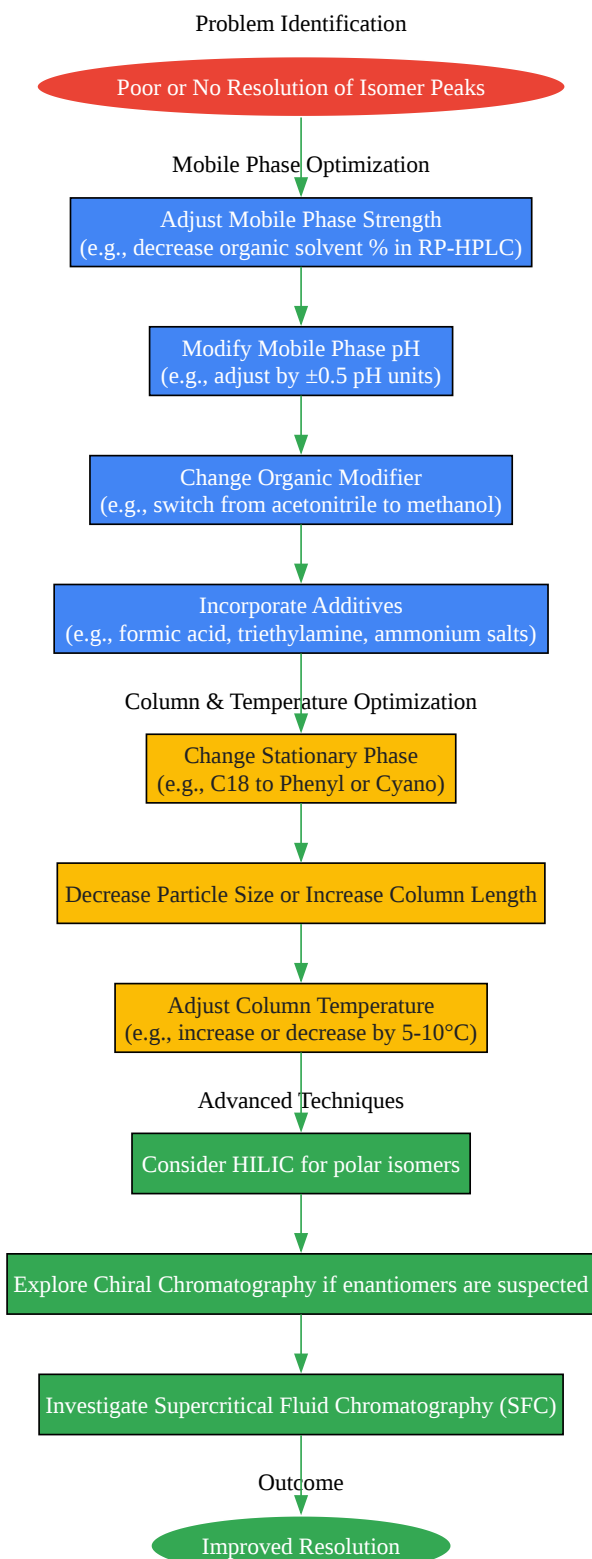 Problem Identification
Poor or No Resolution of Isomer Peaks
Mobile Phase Optimization
Adjust Mobile Phase Strength
(e.g., decrease organic solvent % in RP-HPLC)
Modify Mobile Phase pH
(e.g., adjust by ±0.5 pH units)
Change Organic Modifier
(e.g., switch from acetonitrile to methanol)
Incorporate Additives
(e.g., formic acid, triethylamine, ammonium salts)
Column & Temperature Optimization
Change Stationary Phase
(e.g., C18 to Phenyl or Cyano)
Decrease Particle Size or Increase Column Length
Adjust Column Temperature
(e.g., increase or decrease by 5-10°C)
Advanced Techniques
Consider HILIC for polar isomers
Explore Chiral Chromatography if enantiomers are suspected
Investigate Supercritical Fluid Chromatography (SFC)
Outcome
Improved Resolution